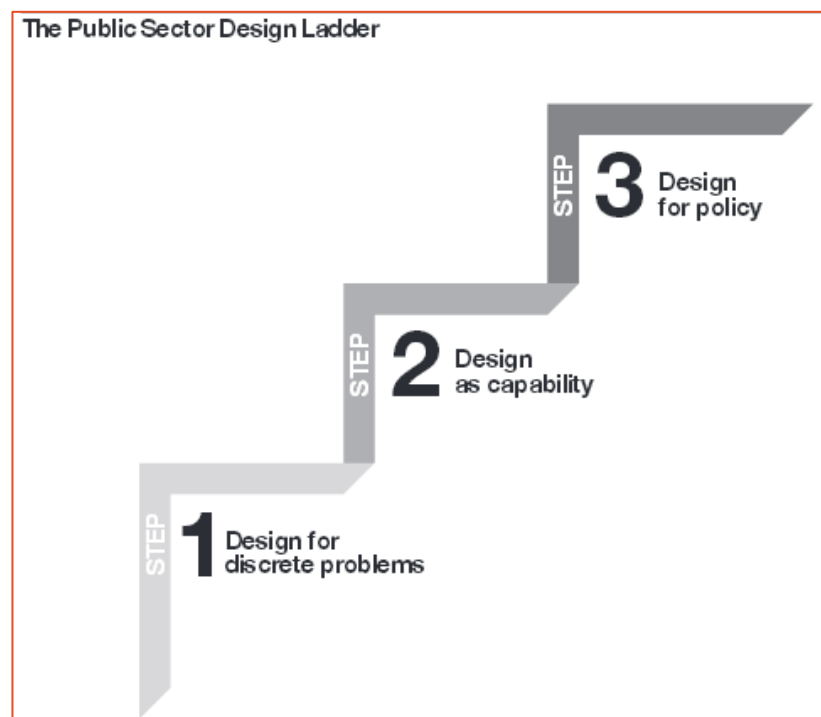 The Public Sector Design Ladder
STEP
3
Design
for policy
STEP
2
Design
as capability
STEP
1
Design for
discrete problems